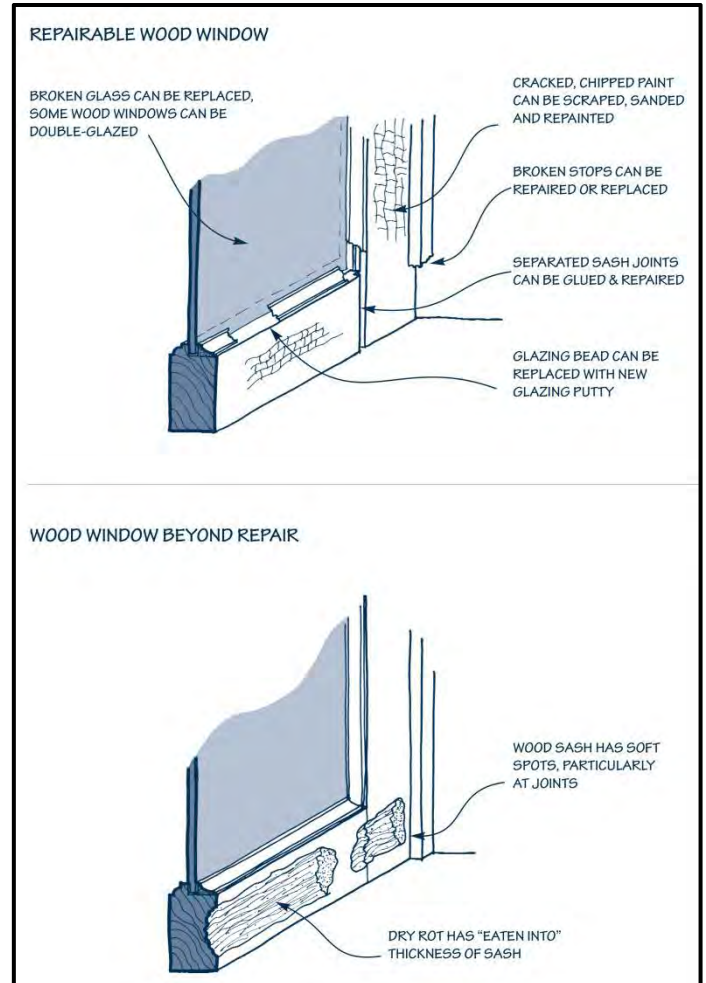 REPAIRABLE WOOD WINDOW
BROKEN GLASS CAN BE REPLACED,
SOME WOOD WINDOWS CAN BE
DOUBLE-GLAZED
CRACKED, CHIPPED PAINT
CAN BE SCRAPED, SANDED
AND REPAINTED
BROKEN STOPS CAN BE
REPAIRED OR REPLACED
SEPARATED SASH JOINTS
CAN BE GLUED & REPAIRED
GLAZING BEAD CAN BE
REPLACED WITH NEW
GLAZING PUTTY
WOOD WINDOW BEYOND REPAIR
WOOD SASH HAS SOFT
SPOTS, PARTICULARLY
AT JOINTS
DRY ROT HAS “EATEN INTO”
THICKNESS OF SASH